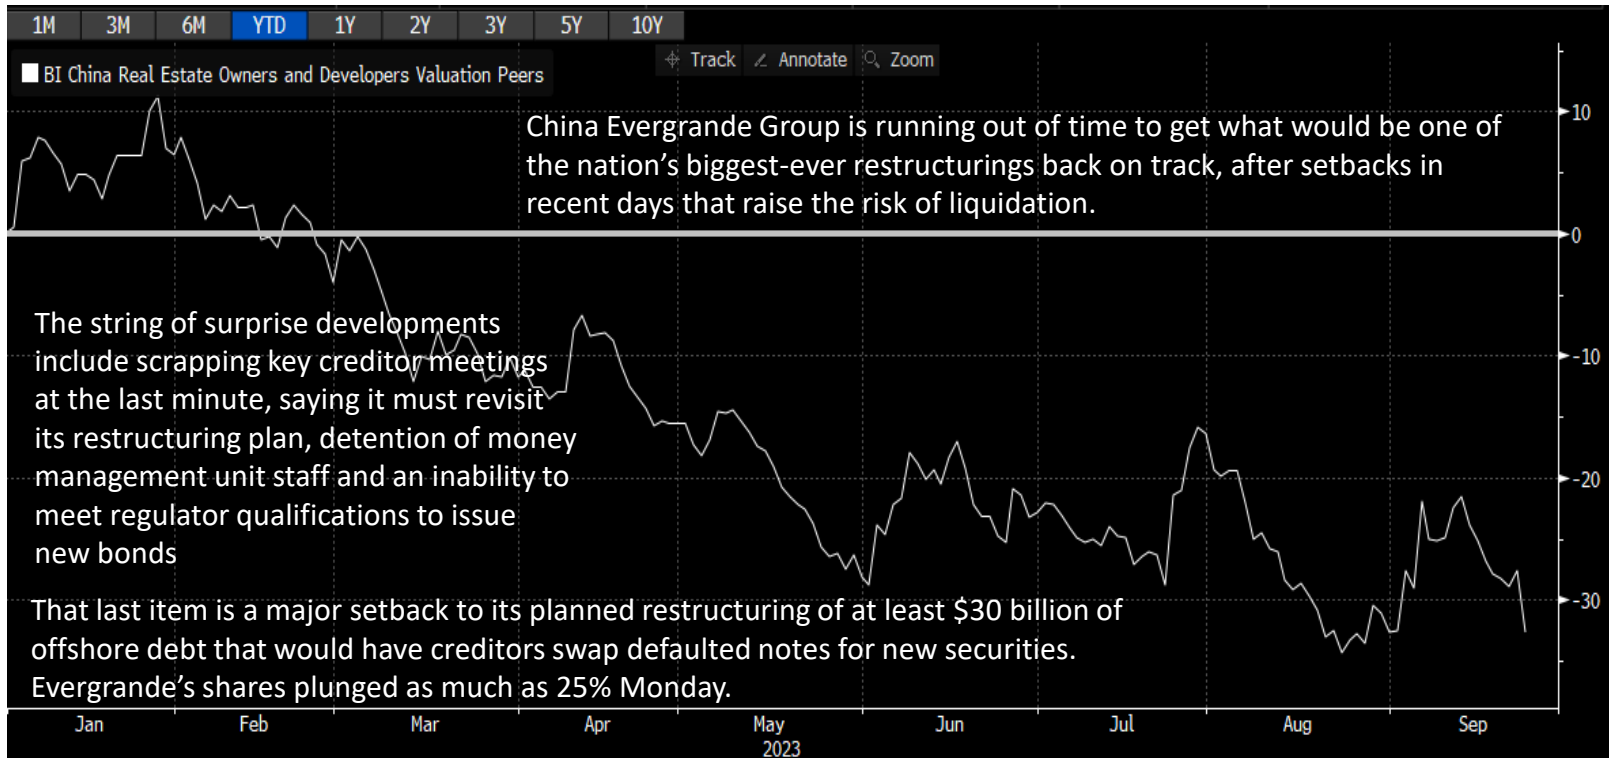 1M 3M 6M YTD 1Y 2Y 3Y 5Y 10Y
Track Annotate Zoom
BI China Real Estate Owners and Developers Valuation Peers
10
China Evergrande Group is running out of time to get what would be one of
the nation’s biggest-ever restructurings back on track, after setbacks in
recent days that raise the risk of liquidation.
0
The string of surprise developments
include scrapping key creditor meetings
at the last minute, saying it must revisit
its restructuring plan, detention of money
management unit staff and an inability to
meet regulator qualifications to issue
new bonds
-10
-20
-30
That last item is a major setback to its planned restructuring of at least $30 billion of
offshore debt that would have creditors swap defaulted notes for new securities.
Evergrande’s shares plunged as much as 25% Monday.
Jan Feb Mar Apr May Jun Jul Aug Sep
2023